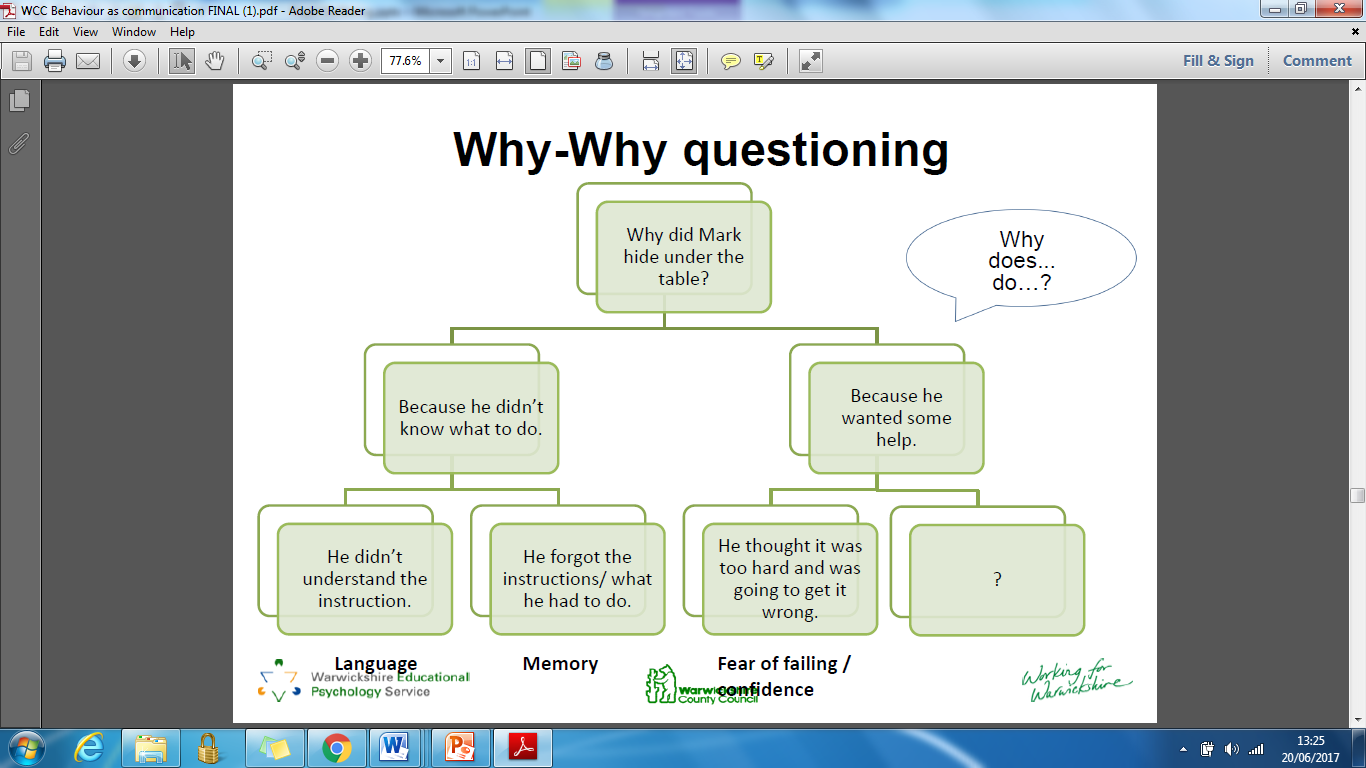 WCC Behaviour as communication FINAL (1).pdf - Adobe Reader
File Edit View Window Help
77.6%
1:1
Fill & Sign
Comment
Why-Why questioning
Why did Mark
hide under the
table?
Why
does...
do…?
Because he didn’t
know what to do.
Because he
wanted some
help.
He didn’t
understand the
instruction.
He forgot the
instructions/ what
he had to do.
He thought it was
too hard and was
going to get it
wrong.
?
Language
Memory
Fear of failing /
confidence
Warwickshire Educational
Psychology Service
Warwickshire
County Council
Working for
Warwickshire
13:25
20/06/2017